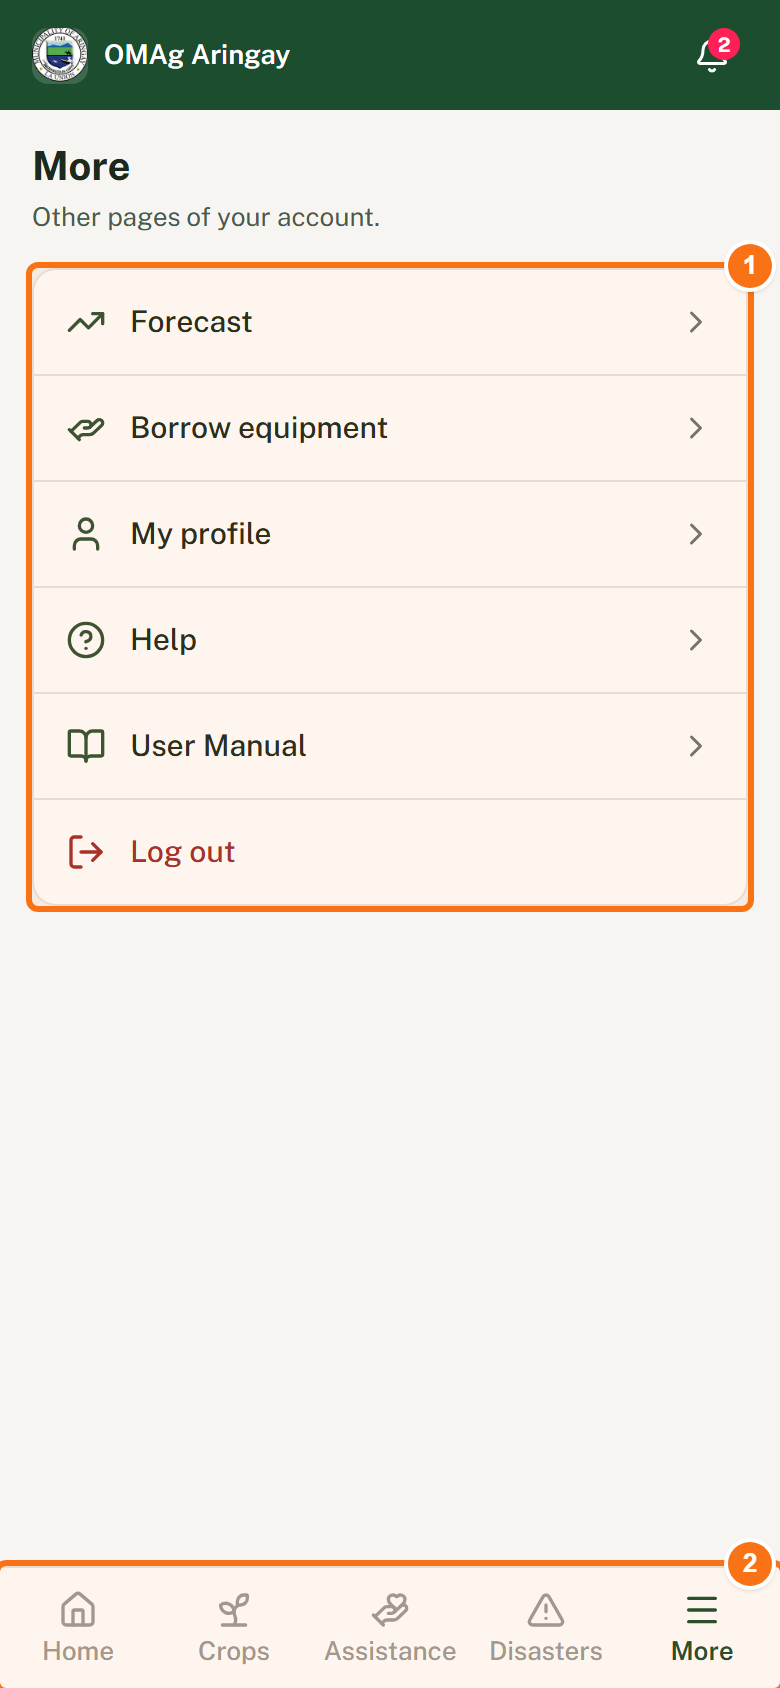 OMAg Aringay
2
More
Other pages of your account.
1
Forecast
Borrow equipment
My profile
Help
User Manual
Log out
2
Home
Crops
Assistance
Disasters
More